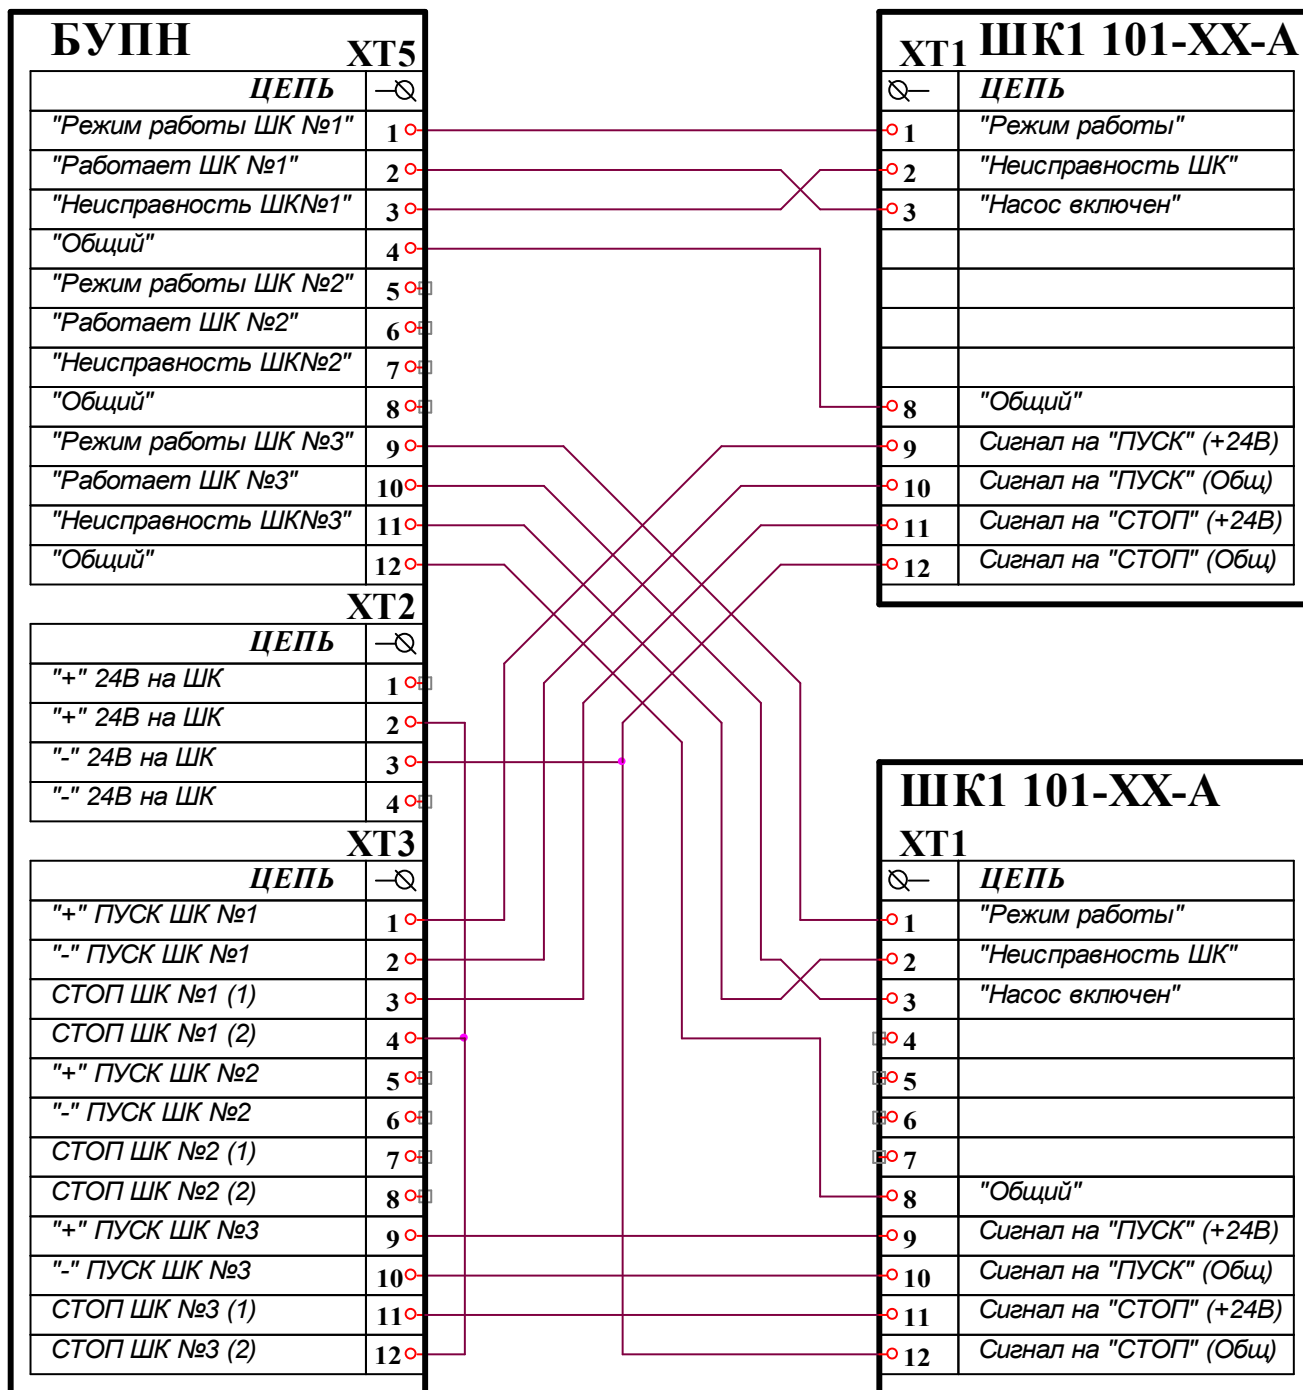 БУПН
XT5
ЦЕПЬ
"Режим работы ШК №1" 1
"Работает ШК №1" 2
"Неисправность ШК№1" 3
"Общий" 4
"Режим работы ШК №2" 5
"Работает ШК №2" 6
"Неисправность ШК№2" 7
"Общий" 8
"Режим работы ШК №3" 9
"Работает ШК №3" 10
"Неисправность ШК№3" 11
"Общий" 12
XT2
ЦЕПЬ
"+" 24В на ШК 1
"+" 24В на ШК 2
"-" 24В на ШК 3
"-" 24В на ШК 4
XT3
ЦЕПЬ
"+" ПУСК ШК №1 1
"-" ПУСК ШК №1 2
СТОП ШК №1 (1) 3
СТОП ШК №1 (2) 4
"+" ПУСК ШК №2 5
"-" ПУСК ШК №2 6
СТОП ШК №2 (1) 7
СТОП ШК №2 (2) 8
"+" ПУСК ШК №3 9
"-" ПУСК ШК №3 10
СТОП ШК №3 (1) 11
СТОП ШК №3 (2) 12
XT1 ШК1 101-ХХ-А
ЦЕПЬ
1 "Режим работы"
2 "Неисправность ШК"
3 "Насос включен"
8 "Общий"
9 Сигнал на "ПУСК" (+24В)
10 Сигнал на "ПУСК" (Общ)
11 Сигнал на "СТОП" (+24В)
12 Сигнал на "СТОП" (Общ)
ШК1 101-ХХ-А
XT1
ЦЕПЬ
1 "Режим работы"
2 "Неисправность ШК"
3 "Насос включен"
4
5
6
7
8 "Общий"
9 Сигнал на "ПУСК" (+24В)
10 Сигнал на "ПУСК" (Общ)
11 Сигнал на "СТОП" (+24В)
12 Сигнал на "СТОП" (Общ)